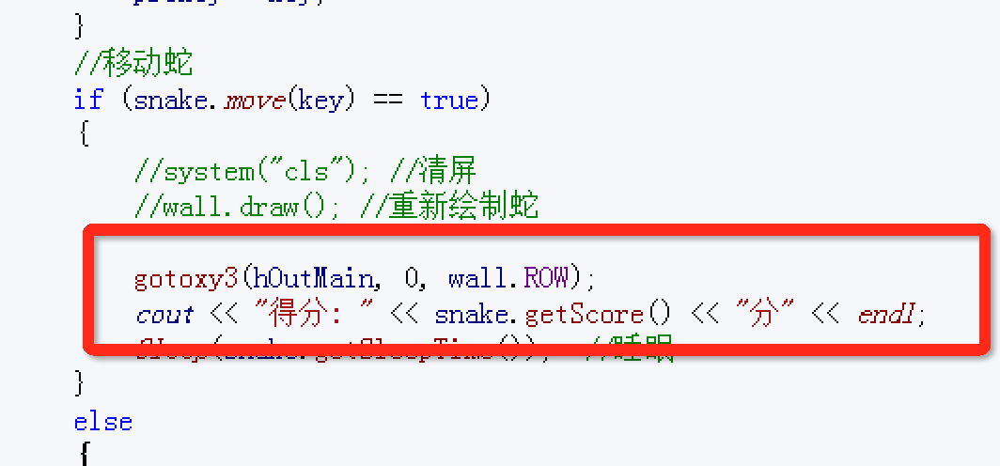 }
//移动蛇
if (snake.move(key) == true)
{
//system("cls"); //清屏
//wall.draw(); //重新绘制蛇
gotoxy3(hOutMain, 0, wall.ROW);
cout << "得分: " << snake.getScore() << "分" << endl;
Sleep(snake.getSleepTime()); //睡眠
}
else
{